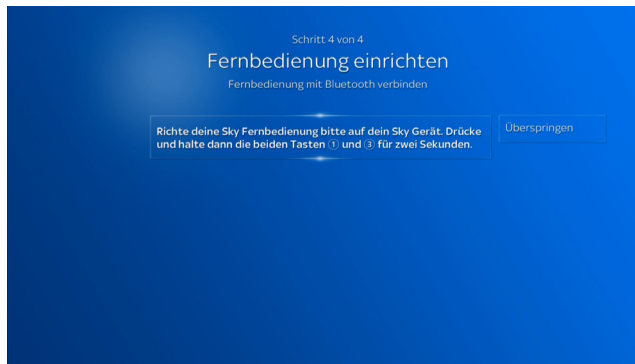 Schritt 4 von 4
Fernbedienung einrichten
Fernbedienung mit Bluetooth verbinden
Richte deine Sky Fernbedienung bitte auf dein Sky Gerät. Drücke
und halte dann die beiden Tasten ① und ③ für zwei Sekunden.
Überspringen